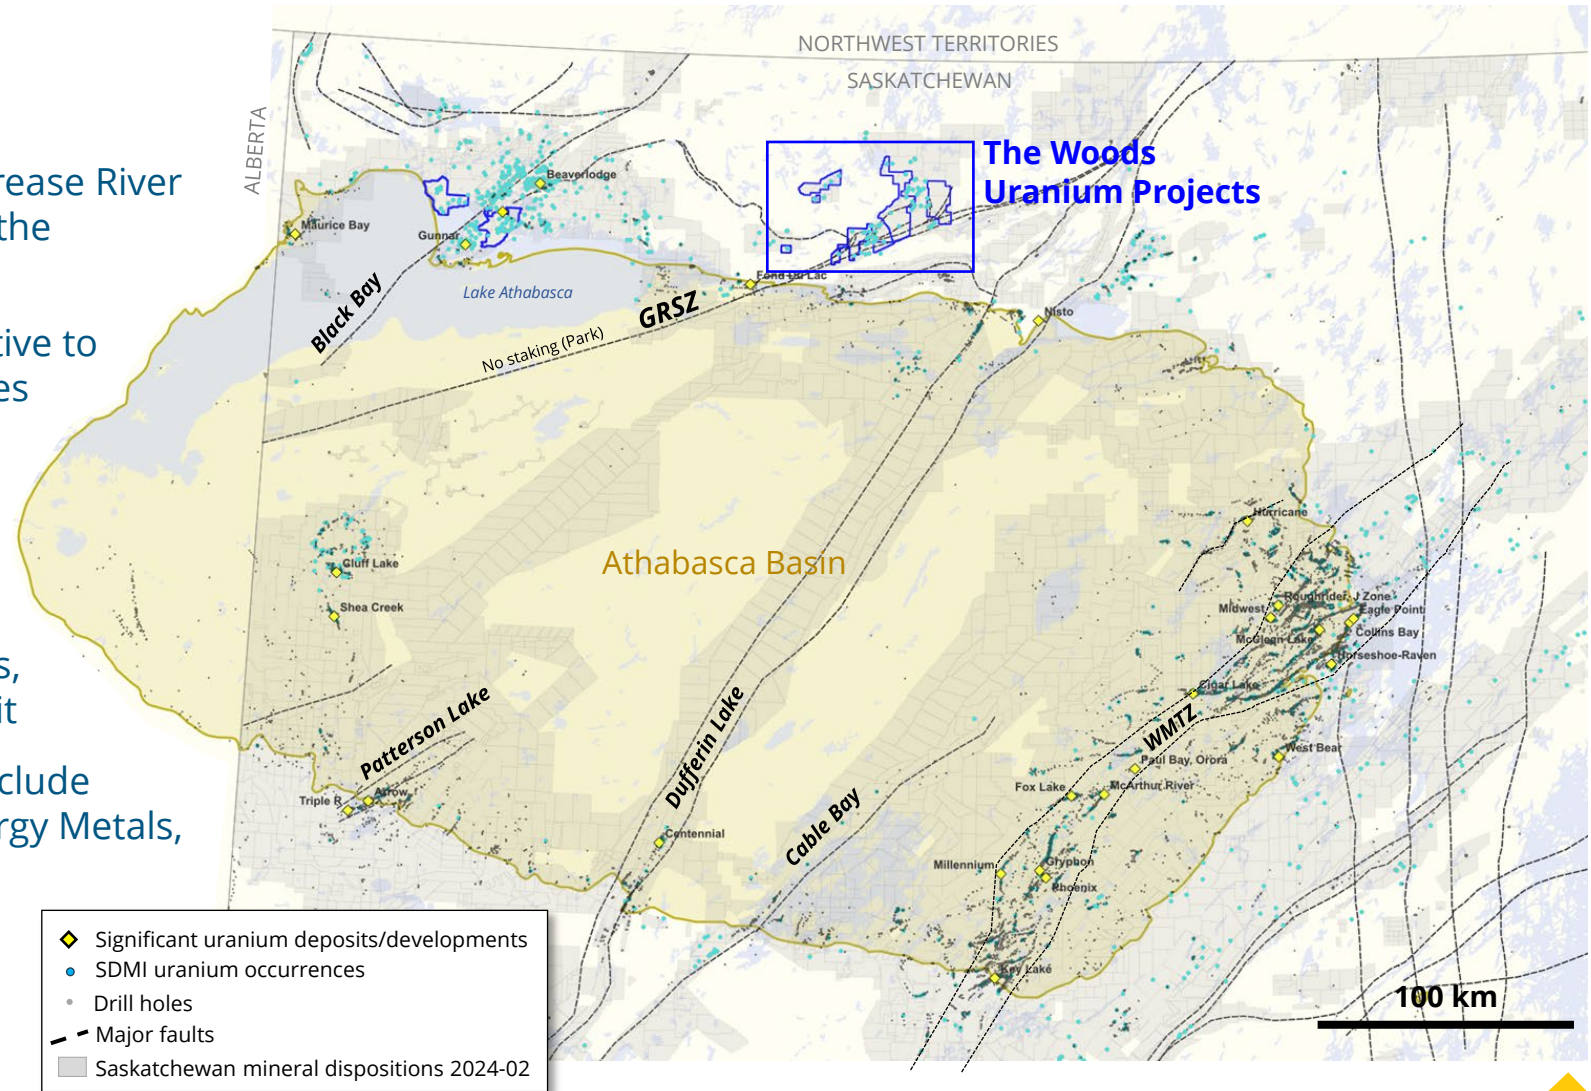 NORTHWEST TERRITORIES
SASKATCHEWAN
ALBERTA
rease River
the
tive to
es
s,
it
clude
rgy Metals,
The Woods
Uranium Projects
Beaverlodge
Maurice Bay
Gunnar
Fond Du Lac
Lake Athabasca
Black Bay
GRSZ
No staking (Park)
Nisto
Athabasca Basin
Hurricane
Cluff Lake
Shea Creek
Midwest
Roughrider, J Zone
Eagle Point
McClean Lake
Collins Bay
Horseshoe-Raven
Cigar Lake
WMTZ
West Bear
Paul Bay, Orora
Fox Lake
McArthur River
Patterson Lake
Triple R
Arrow
Dufferin Lake
Centennial
Cable Bay
Millennium
Gryphon
Phoenix
Key Lake
100 km
Significant uranium deposits/developments
SDMI uranium occurrences
Drill holes
Major faults
Saskatchewan mineral dispositions 2024-02